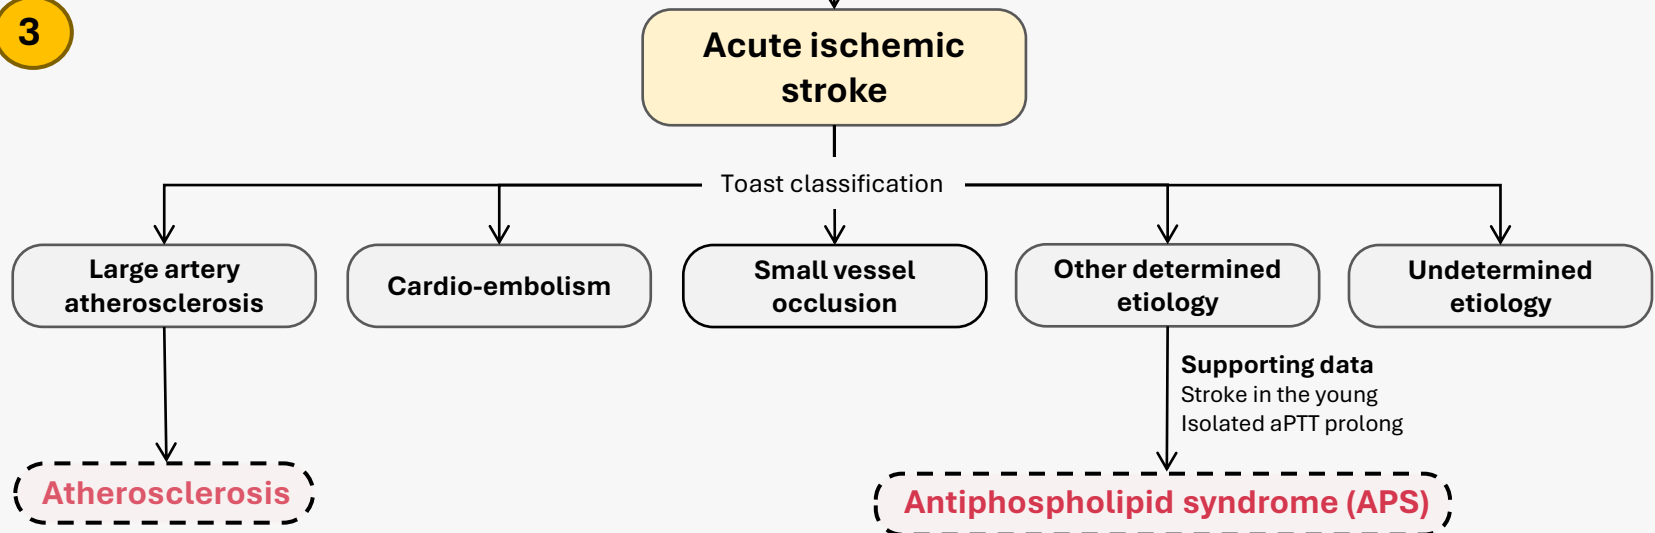 3
Acute ischemic
stroke
Toast classification
Large artery
atherosclerosis
Cardio-embolism
Small vessel
occlusion
Other determined
etiology
Undetermined
etiology
Supporting data
Stroke in the young
Isolated aPTT prolong
Atherosclerosis
Antiphospholipid syndrome (APS)